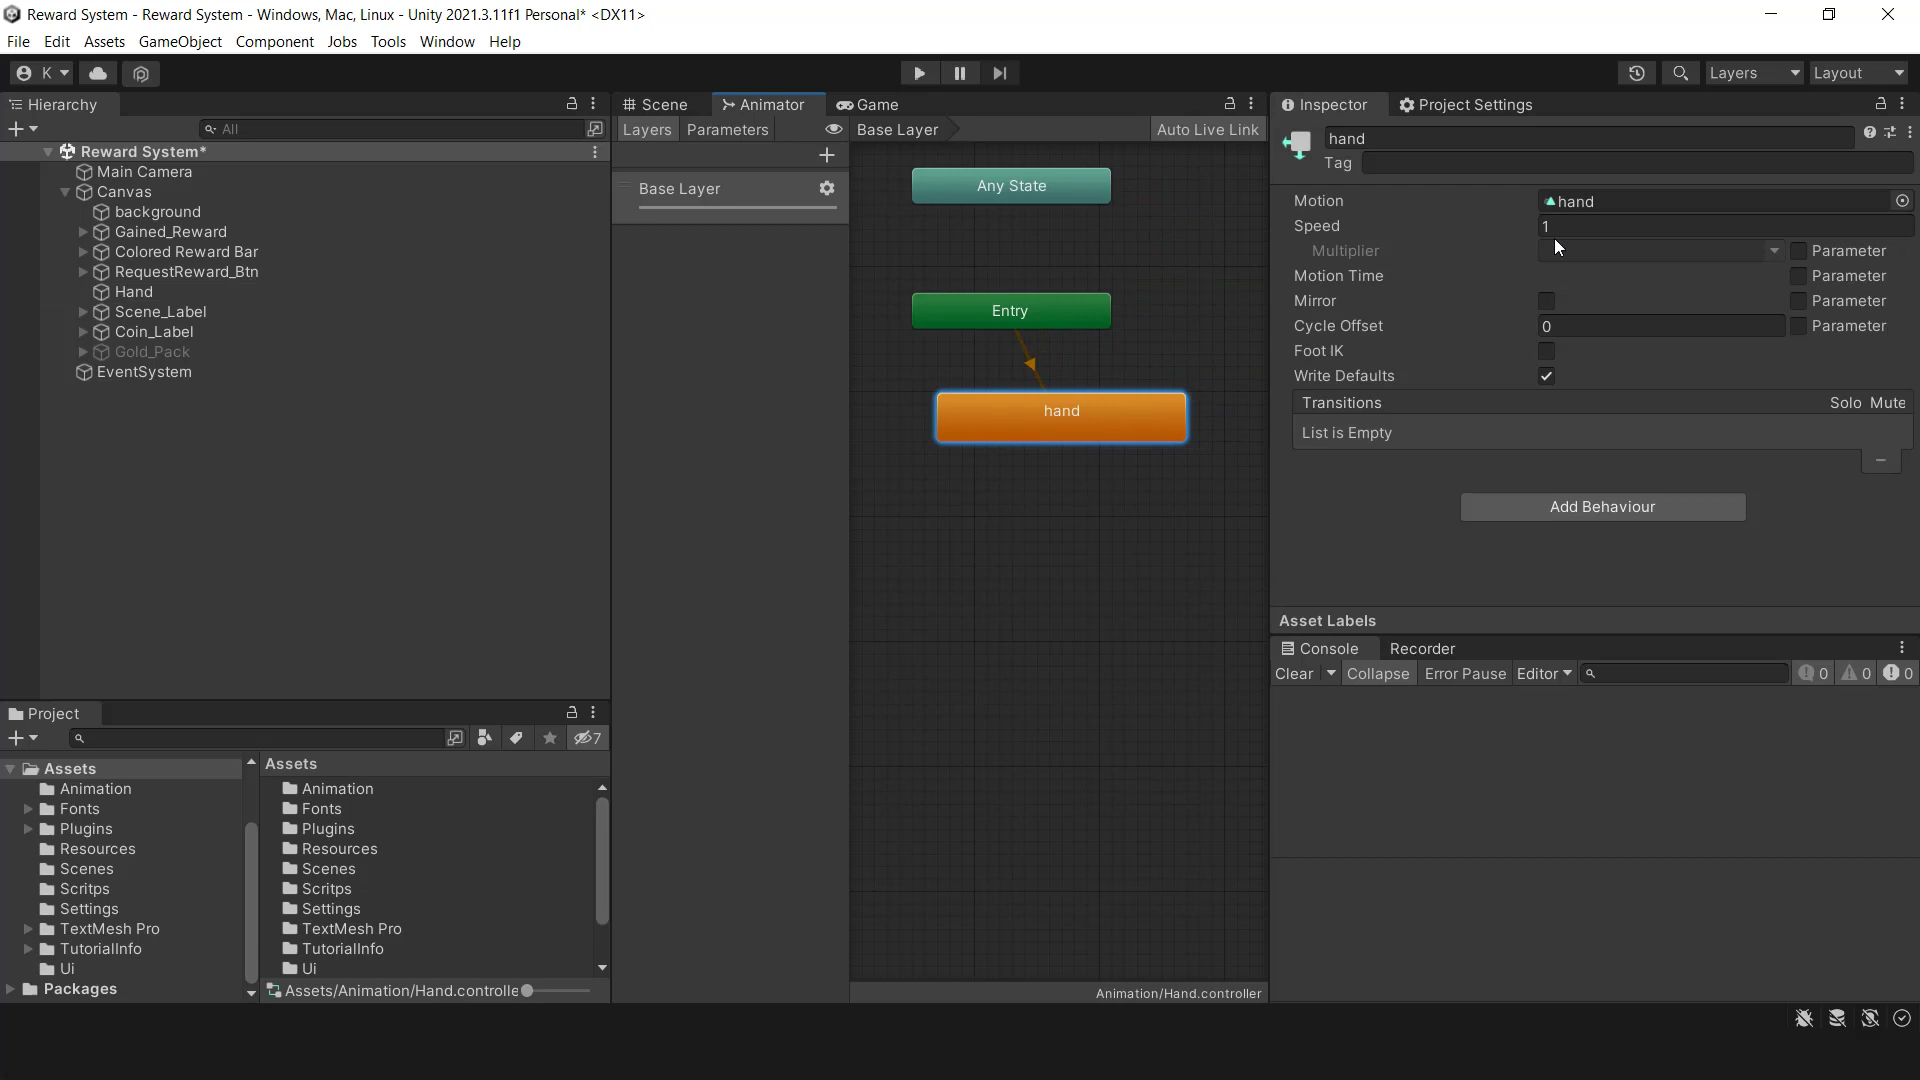 Reward System - Reward System - Windows, Mac, Linux - Unity 2021.3.11f1 Personal* <DX11>
File Edit Assets GameObject Component Jobs Tools Window Help
K Layers Layout
Hierarchy
All
Reward System*
Main Camera
Canvas
background
Gained_Reward
Colored Reward Bar
RequestReward_Btn
Hand
Scene_Label
Coin_Label
Gold_Pack
EventSystem
Project
7
Assets
Animation
Fonts
Plugins
Resources
Scenes
Scritps
Settings
TextMesh Pro
TutorialInfo
Ui
Packages
Assets
Animation
Fonts
Plugins
Resources
Scenes
Scritps
Settings
TextMesh Pro
TutorialInfo
Ui
Assets/Animation/Hand.controlle
Scene Animator Game
Layers Parameters Base Layer Auto Live Link
Base Layer
Any State
Entry
hand
Animation/Hand.controller
Inspector Project Settings
hand
Tag
Motion hand
Speed 1
Multiplier Parameter
Motion Time Parameter
Mirror Parameter
Cycle Offset 0 Parameter
Foot IK
Write Defaults
Transitions Solo Mute
List is Empty
Add Behaviour
Asset Labels
Console Recorder
Clear Collapse Error Pause Editor 0 0 0